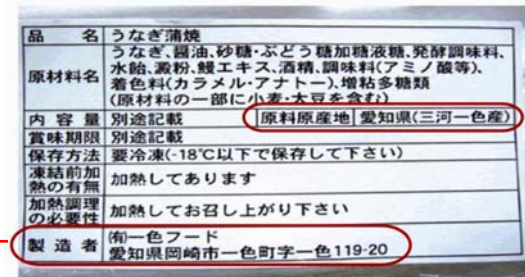 品 名 うなぎ蒲焼
原材料名 うなぎ、醤油、砂糖・ぶどう糖加糖液糖、発酵調味料、
水飴、澱粉、鰻エキス、酒精、調味料(アミノ酸等)、
着色料(カラメル・アナトー)、増粘多糖類
(原材料の一部に小麦・大豆を含む)
内 容 量 別途記載 原料原産地 愛知県(三河一色産)
賞味期限 別途記載
保存方法 要冷凍(-18℃以下で保存して下さい)
凍結前加熱の有無 加熱してあります
加熱調理の必要性 加熱してお召し上がり下さい
製 造 者 ㈲一色フード
愛知県岡崎市一色町字一色119-20